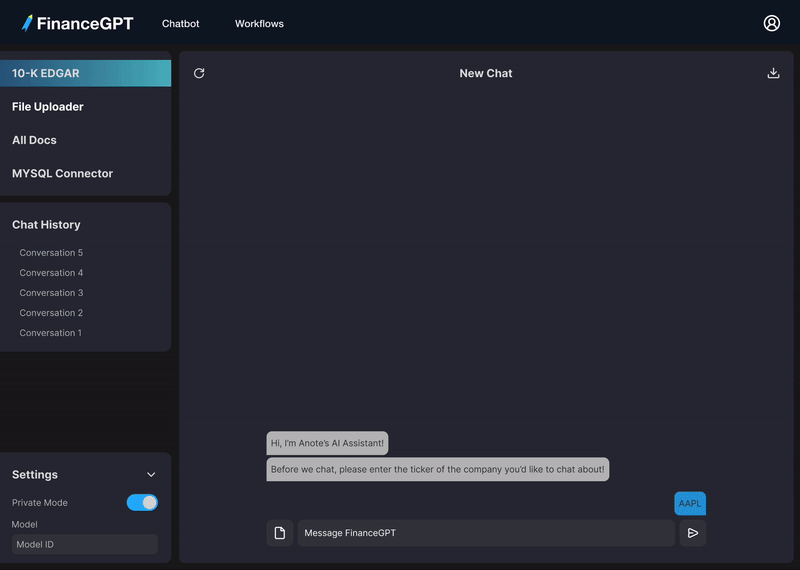 FinanceGPT
Chatbot
Workflows
10-K EDGAR
File Uploader
All Docs
MYSQL Connector
Chat History
Conversation 5
Conversation 4
Conversation 3
Conversation 2
Conversation 1
Settings
Private Mode
Model
Model ID
New Chat
Hi, I'm Anote's AI Assistant!
Before we chat, please enter the ticker of the company you'd like to chat about!
AAPL
Message FinanceGPT